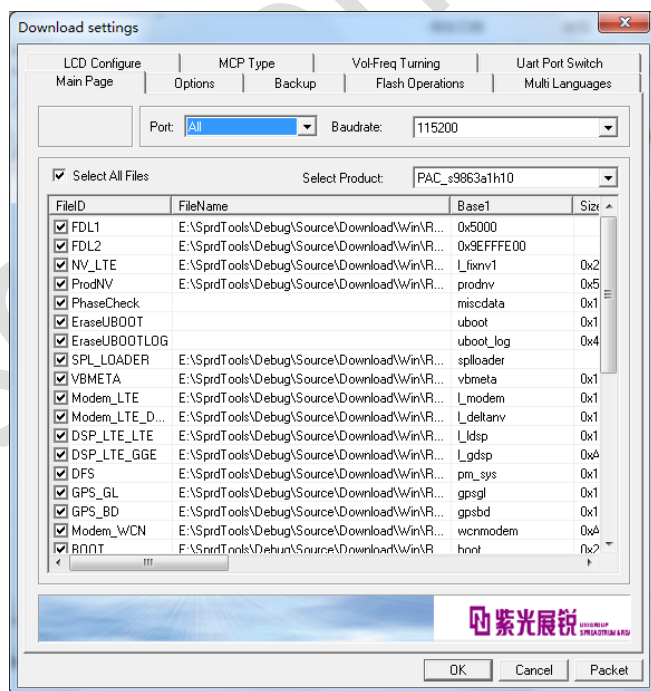 Download settings
LCD Configure MCP Type Vol-Freq Turning Uart Port Switch
Main Page Options Backup Flash Operations Multi Languages
Port: All Baudrate: 115200
Select All Files Select Product: PAC_s9863a1h10
FileID FileName Base1 Size
FDL1 E:\SprdTools\Debug\Source\Download\Win\R... 0x5000
FDL2 E:\SprdTools\Debug\Source\Download\Win\R... 0x9EFFFE00
NV_LTE E:\SprdTools\Debug\Source\Download\Win\R... l_fixnv1 0x2
ProdNV E:\SprdTools\Debug\Source\Download\Win\R... prodnv 0x5
PhaseCheck miscdata 0x1
EraseUBOOT uboot 0x1
EraseUBOOTLOG uboot_log 0x4
SPL_LOADER E:\SprdTools\Debug\Source\Download\Win\R... splloader
VBMETA E:\SprdTools\Debug\Source\Download\Win\R... vbmeta 0x1
Modem_LTE E:\SprdTools\Debug\Source\Download\Win\R... l_modem 0x1
Modem_LTE_D... E:\SprdTools\Debug\Source\Download\Win\R... l_deltanv 0x1
DSP_LTE_LTE E:\SprdTools\Debug\Source\Download\Win\R... l_ldsp 0x1
DSP_LTE_GGE E:\SprdTools\Debug\Source\Download\Win\R... l_gdsp 0xA
DFS E:\SprdTools\Debug\Source\Download\Win\R... pm_sys 0x1
GPS_GL E:\SprdTools\Debug\Source\Download\Win\R... gpsgl 0x1
GPS_BD E:\SprdTools\Debug\Source\Download\Win\R... gpsbd 0x1
Modem_WCN E:\SprdTools\Debug\Source\Download\Win\R... wcnmodem 0xA
BOOT E:\SprdTools\Debug\Source\Download\Win\R boot 0x2
紫光展锐 UNIGROUP
SPREADTRUM & RDA
OK Cancel Packet